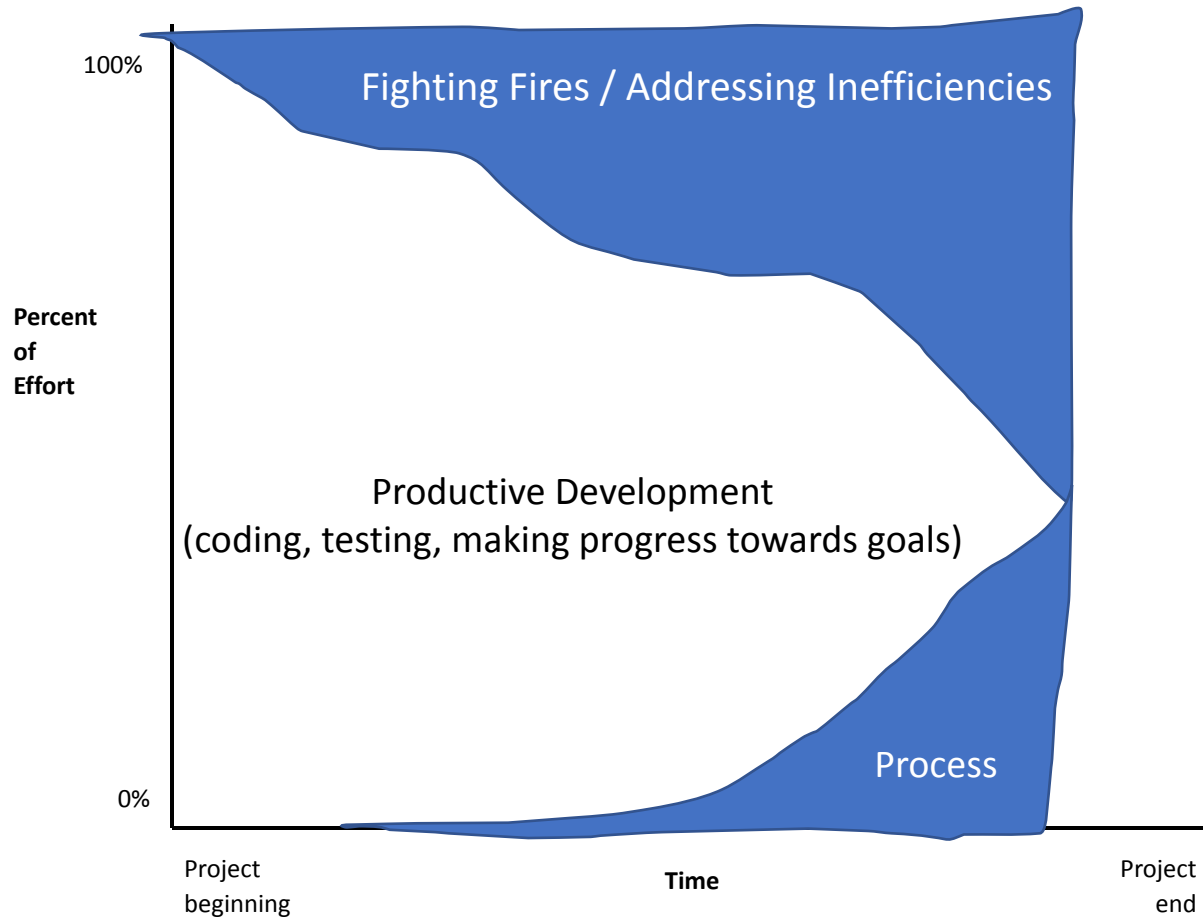 100%
Fighting Fires / Addressing Inefficiencies
Percent
of
Effort
Productive Development
(coding, testing, making progress towards goals)
Process
0%
Project
beginning
Time
Project
end